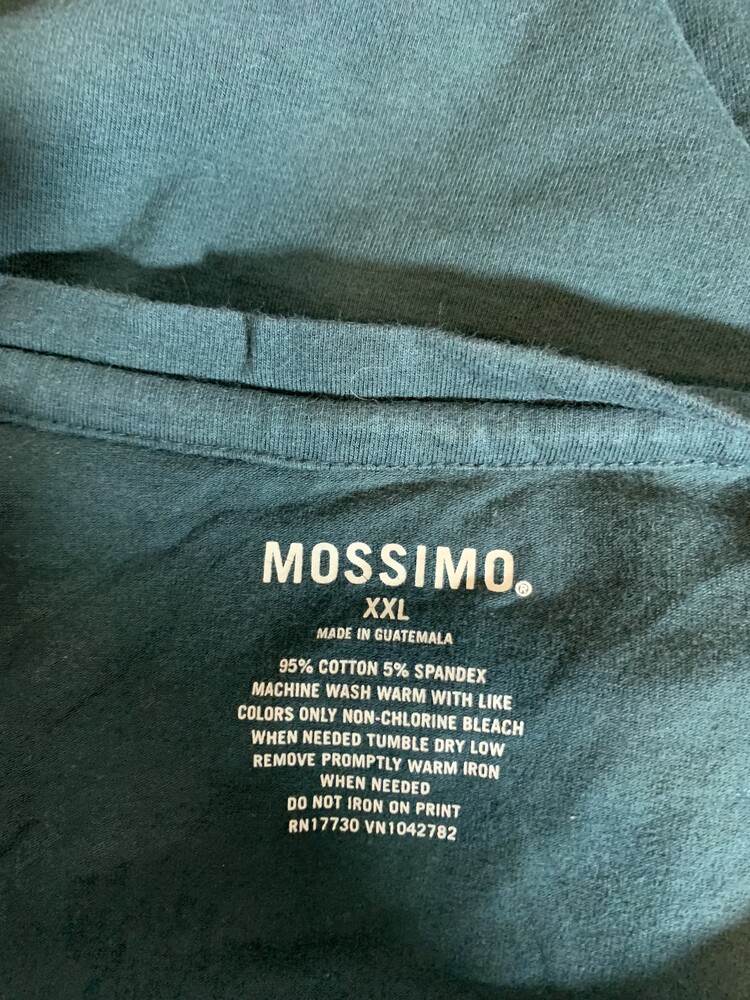 MOSSIMO®
XXL
MADE IN GUATEMALA
95% COTTON 5% SPANDEX
MACHINE WASH WARM WITH LIKE
COLORS ONLY NON-CHLORINE BLEACH
WHEN NEEDED TUMBLE DRY LOW
REMOVE PROMPTLY WARM IRON
WHEN NEEDED
DO NOT IRON ON PRINT
RN17730 VN1042782